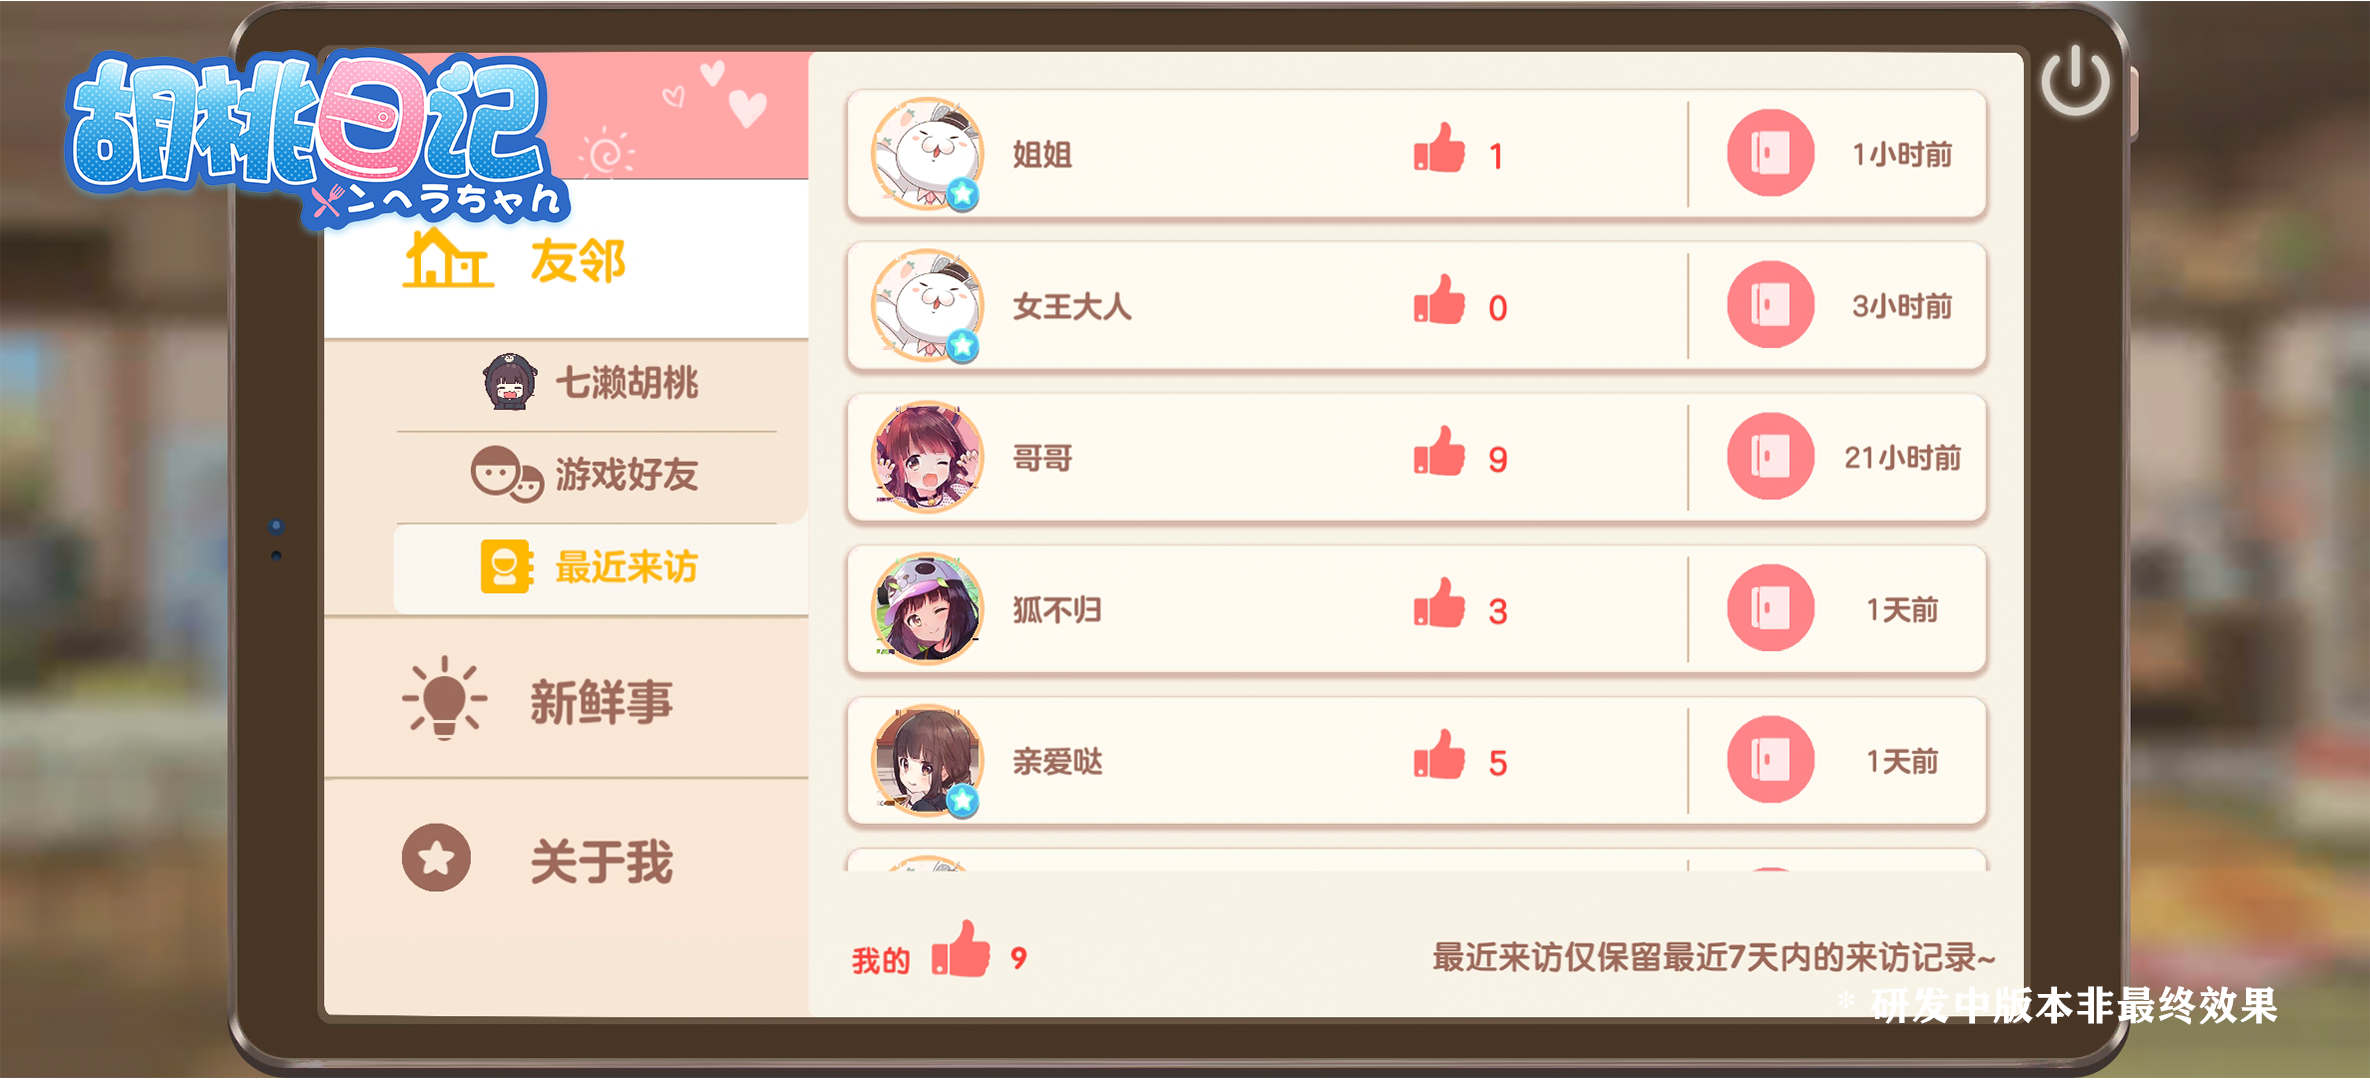 胡桃日记
メンヘラちゃん
友邻
七濑胡桃
游戏好友
最近来访
新鲜事
关于我
姐姐 1 1小时前
女王大人 0 3小时前
哥哥 9 21小时前
狐不归 3 1天前
亲爱哒 5 1天前
我的 9
最近来访仅保留最近7天内的来访记录~
* 研发中版本非最终效果